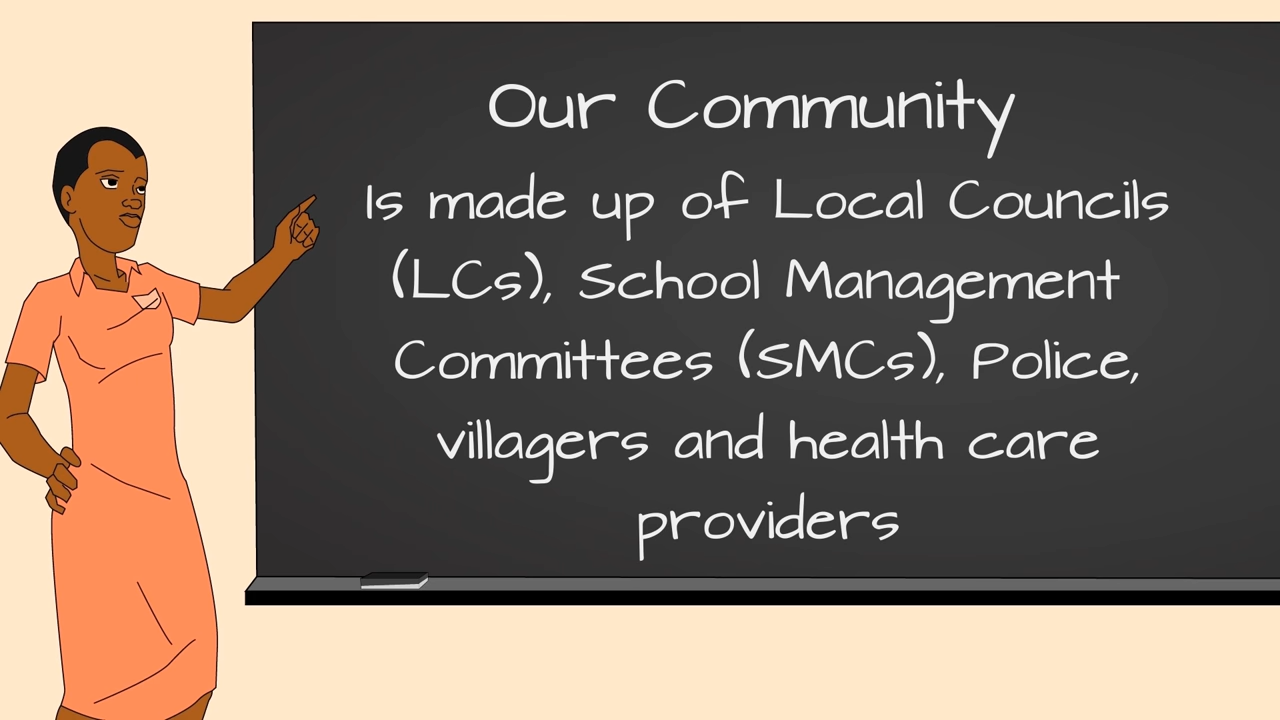 Our Community
Is made up of Local Councils
(LCs), School Management
Committees (SMCs), Police,
villagers and health care
providers